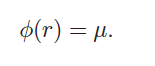 ϕ(r) = μ.